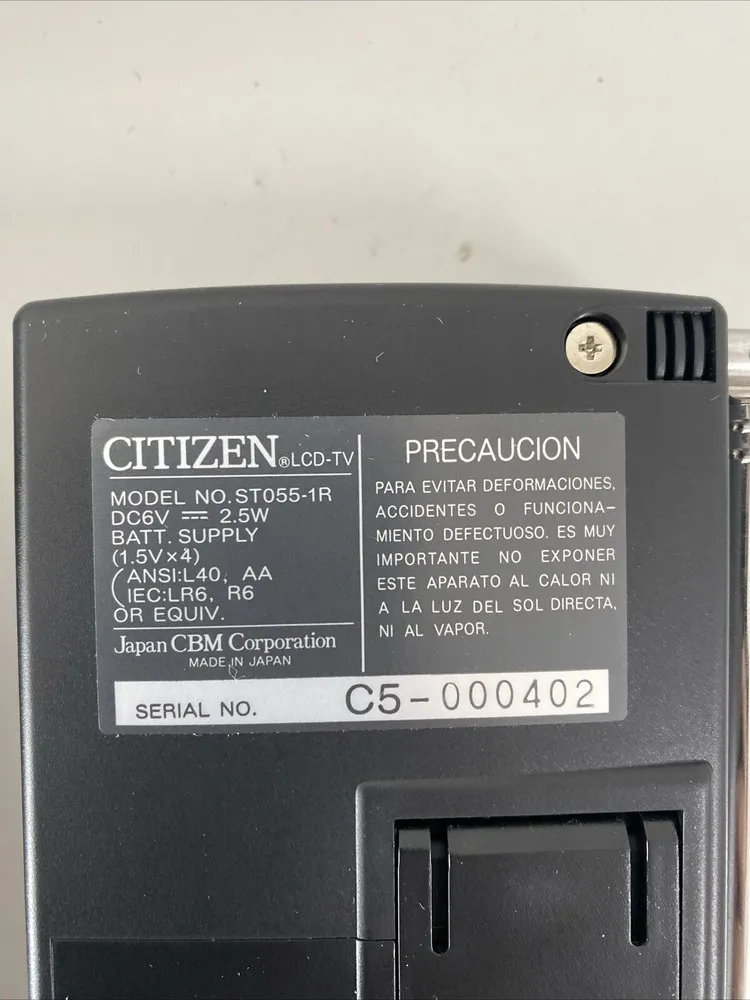 CITIZEN®LCD-TV
MODEL NO.ST055-1R
DC6V ⎓ 2.5W
BATT. SUPPLY
(1.5V×4)
(ANSI:L40, AA
IEC:LR6, R6
OR EQUIV.
Japan CBM Corporation
MADE IN JAPAN
PRECAUCION
PARA EVITAR DEFORMACIONES,
ACCIDENTES O FUNCIONA-
MIENTO DEFECTUOSO. ES MUY
IMPORTANTE NO EXPONER
ESTE APARATO AL CALOR NI
A LA LUZ DEL SOL DIRECTA,
NI AL VAPOR.
SERIAL NO. C5-000402